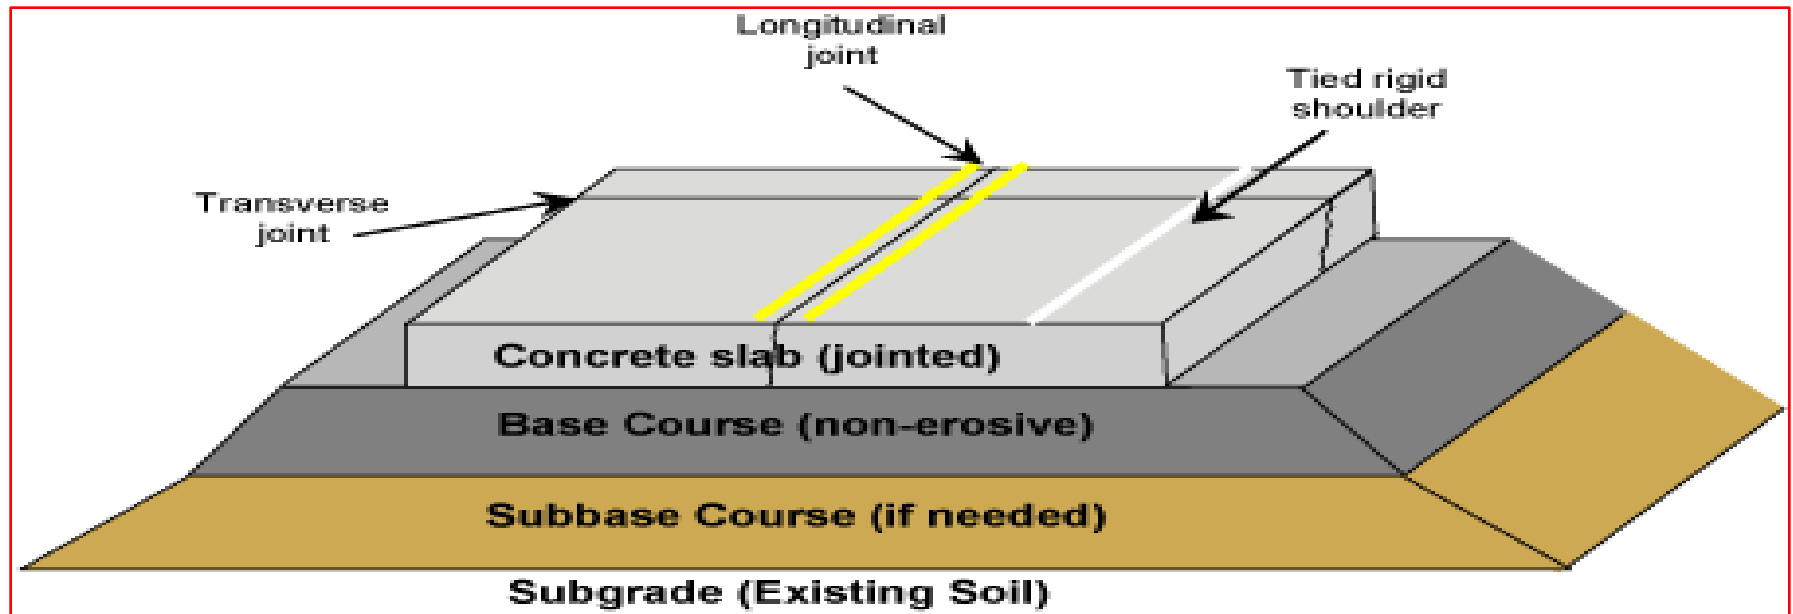 Longitudinal
joint
Tied rigid
shoulder
Transverse
joint
Concrete slab (jointed)
Base Course (non-erosive)
Subbase Course (if needed)
Subgrade (Existing Soil)